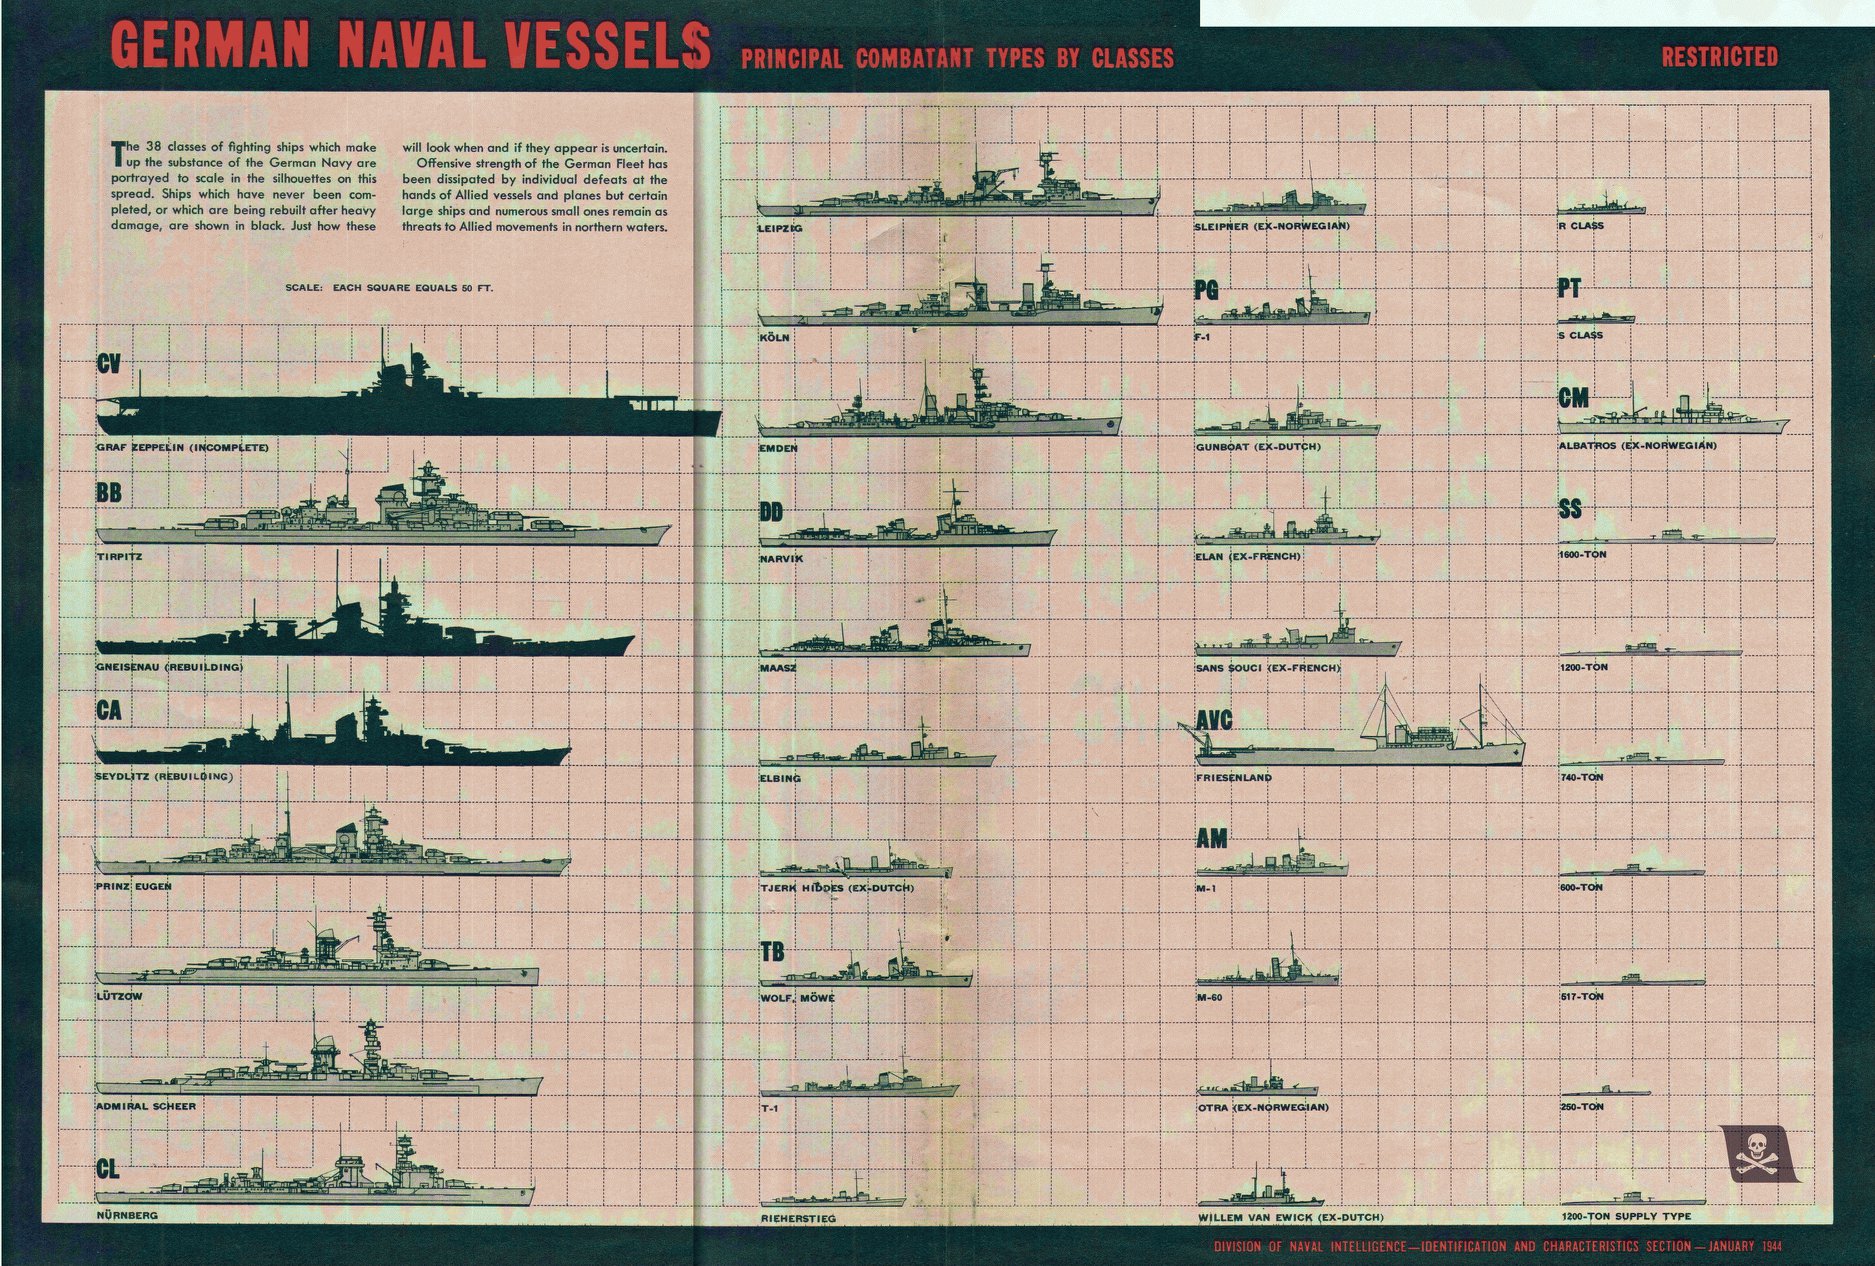 GERMAN NAVAL VESSELS PRINCIPAL COMBATANT TYPES BY CLASSES
RESTRICTED
The 38 classes of fighting ships which make
up the substance of the German Navy are
portrayed to scale in the silhouettes on this
spread. Ships which have never been com-
pleted, or which are being rebuilt after heavy
damage, are shown in black. Just how these
will look when and if they appear is uncertain.
Offensive strength of the German Fleet has
been dissipated by individual defeats at the
hands of Allied vessels and planes but certain
large ships and numerous small ones remain as
threats to Allied movements in northern waters.
SCALE: EACH SQUARE EQUALS 50 FT.
CV
GRAF ZEPPELIN (INCOMPLETE)
BB
TIRPITZ
GNEISENAU (REBUILDING)
CA
SEYDLITZ (REBUILDING)
PRINZ EUGEN
LÜTZOW
ADMIRAL SCHEER
CL
NÜRNBERG
LEIPZIG
KÖLN
EMDEN
DD
NARVIK
MAASZ
ELBING
TJERK HIDDES (EX-DUTCH)
TB
WOLF, MÖWE
T-1
RIEHERSTIEG
SLEIPNER (EX-NORWEGIAN)
PG
F-1
GUNBOAT (EX-DUTCH)
ELAN (EX-FRENCH)
SANS SOUCI (EX-FRENCH)
AVC
FRIESENLAND
AM
M-1
M-60
OTRA (EX-NORWEGIAN)
WILLEM VAN EWICK (EX-DUTCH)
R CLASS
PT
S CLASS
CM
ALBATROS (EX-NORWEGIAN)
SS
1600-TON
1200-TON
740-TON
600-TON
517-TON
250-TON
1200-TON SUPPLY TYPE
DIVISION OF NAVAL INTELLIGENCE—IDENTIFICATION AND CHARACTERISTICS SECTION—JANUARY 1944